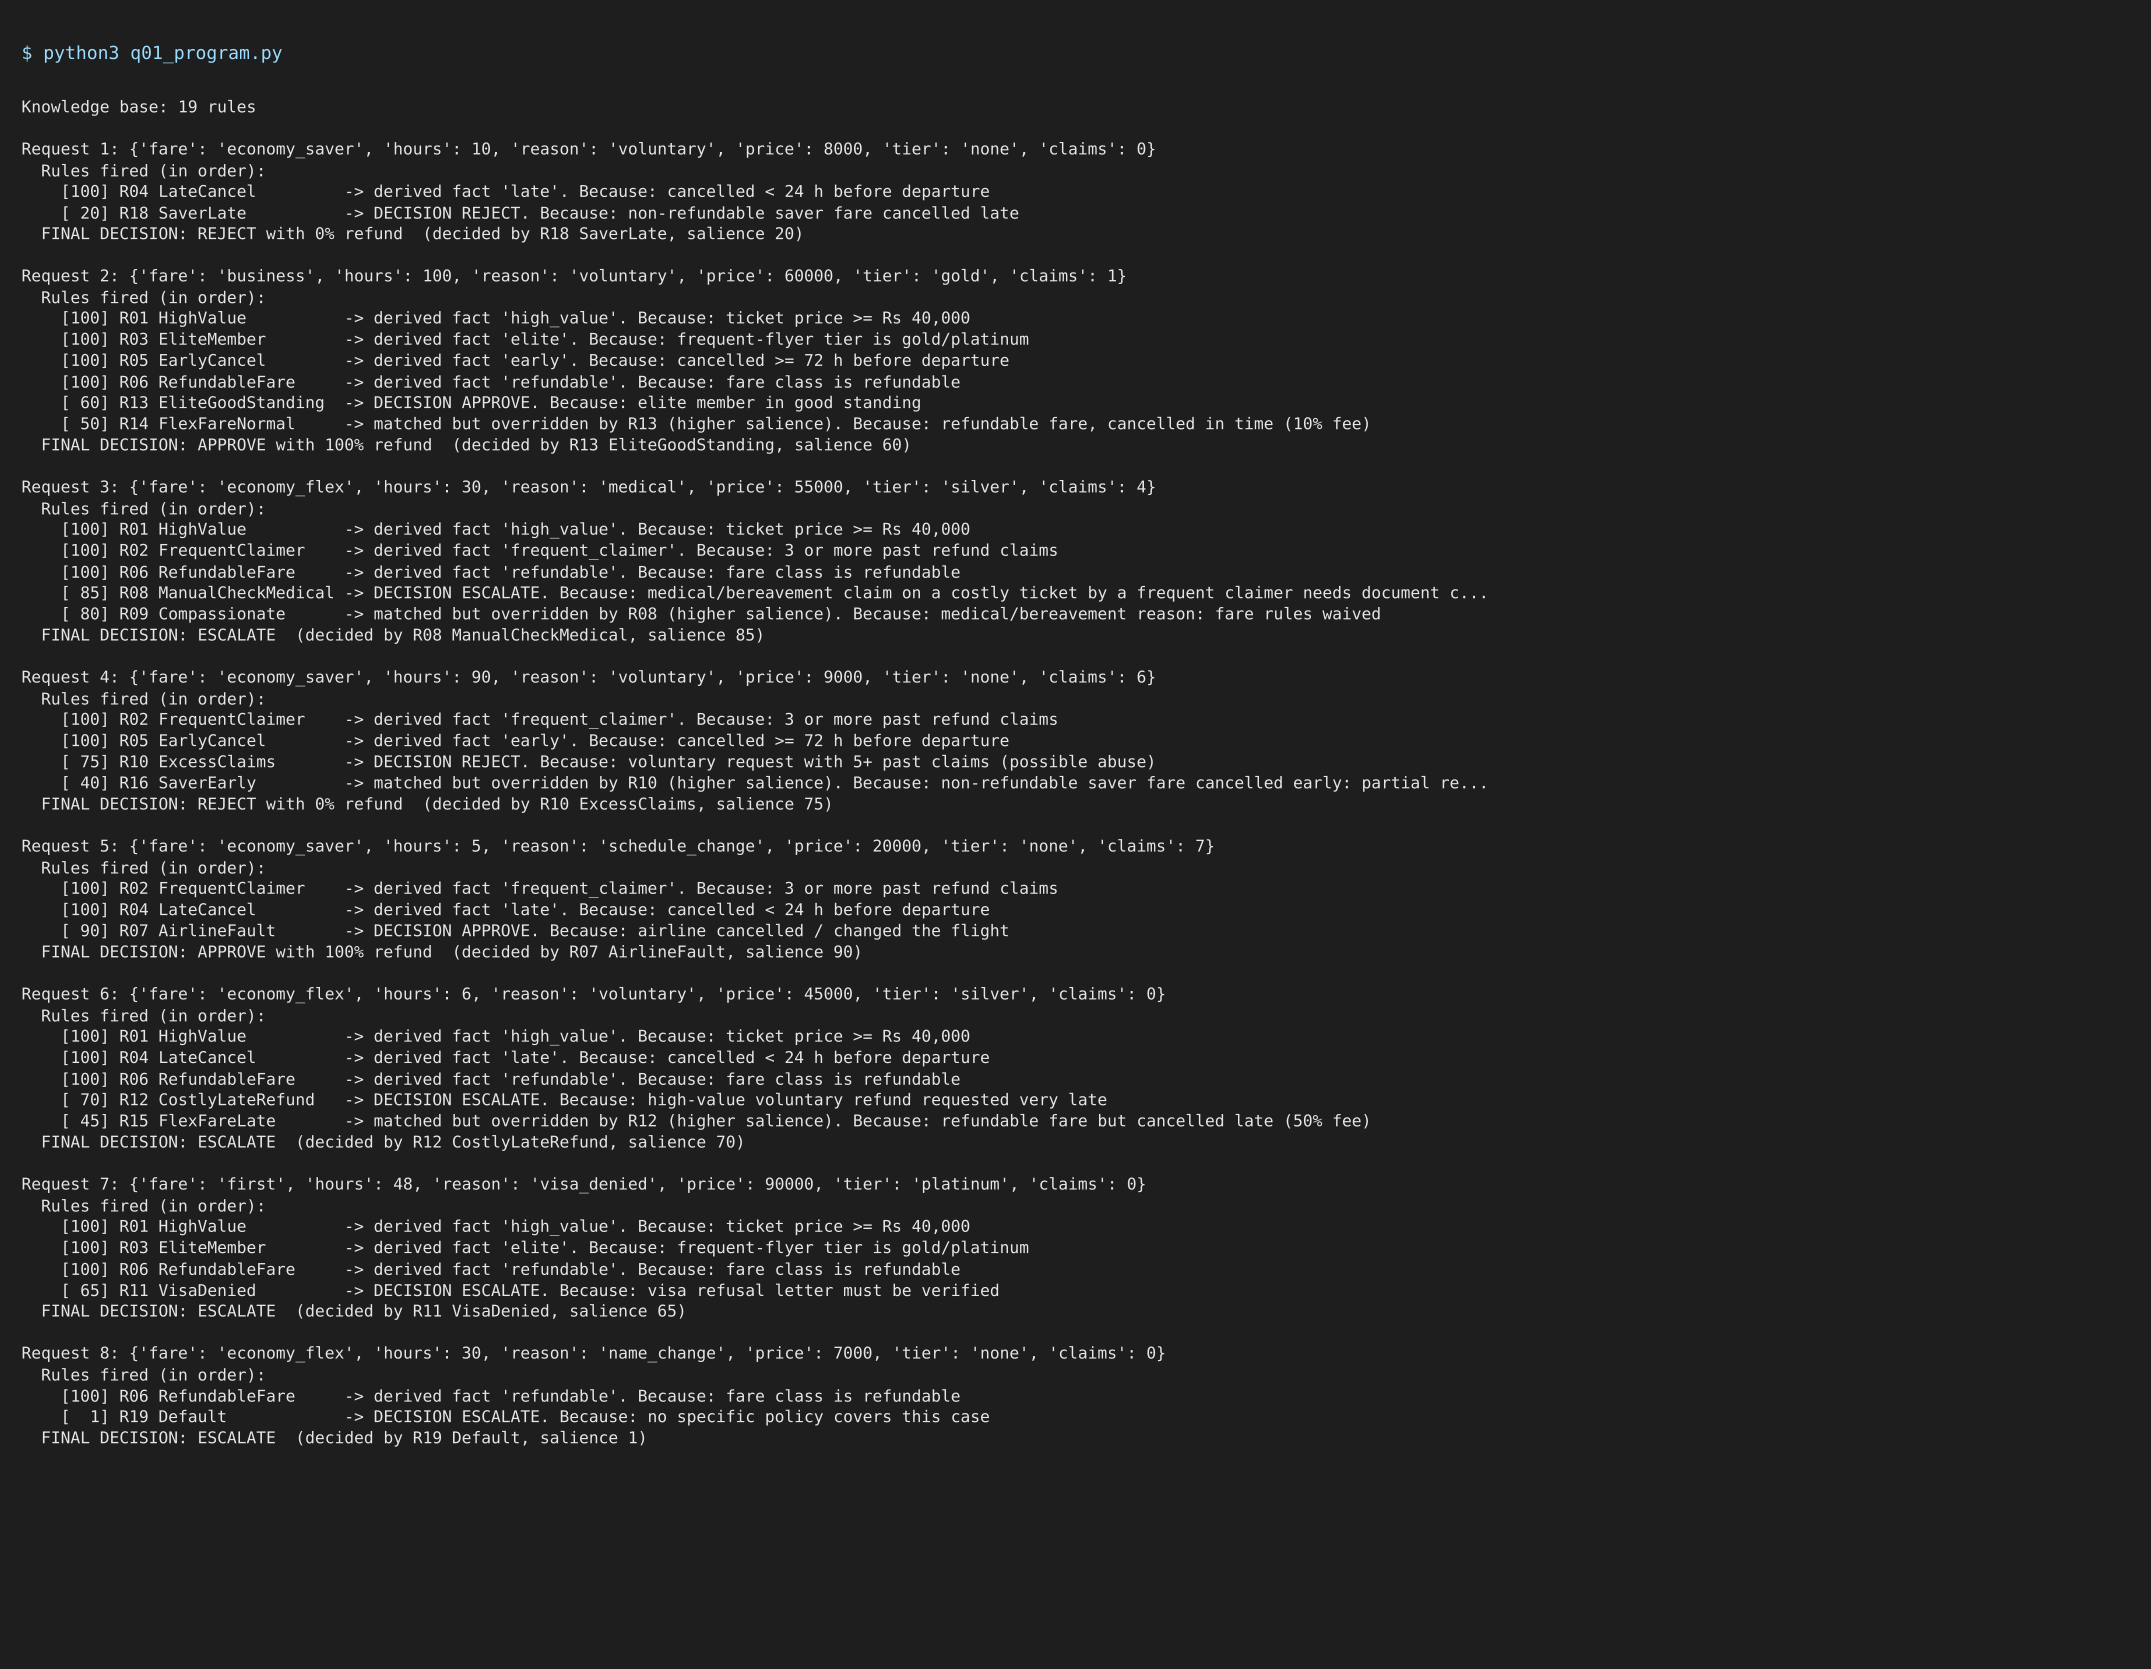 $ python3 q01_program.py
Knowledge base: 19 rules
Request 1: {'fare': 'economy_saver', 'hours': 10, 'reason': 'voluntary', 'price': 8000, 'tier': 'none', 'claims': 0}
  Rules fired (in order):
    [100] R04 LateCancel         -> derived fact 'late'. Because: cancelled < 24 h before departure
    [ 20] R18 SaverLate          -> DECISION REJECT. Because: non-refundable saver fare cancelled late
  FINAL DECISION: REJECT with 0% refund  (decided by R18 SaverLate, salience 20)
Request 2: {'fare': 'business', 'hours': 100, 'reason': 'voluntary', 'price': 60000, 'tier': 'gold', 'claims': 1}
  Rules fired (in order):
    [100] R01 HighValue          -> derived fact 'high_value'. Because: ticket price >= Rs 40,000
    [100] R03 EliteMember        -> derived fact 'elite'. Because: frequent-flyer tier is gold/platinum
    [100] R05 EarlyCancel        -> derived fact 'early'. Because: cancelled >= 72 h before departure
    [100] R06 RefundableFare     -> derived fact 'refundable'. Because: fare class is refundable
    [ 60] R13 EliteGoodStanding  -> DECISION APPROVE. Because: elite member in good standing
    [ 50] R14 FlexFareNormal     -> matched but overridden by R13 (higher salience). Because: refundable fare, cancelled in time (10% fee)
  FINAL DECISION: APPROVE with 100% refund  (decided by R13 EliteGoodStanding, salience 60)
Request 3: {'fare': 'economy_flex', 'hours': 30, 'reason': 'medical', 'price': 55000, 'tier': 'silver', 'claims': 4}
  Rules fired (in order):
    [100] R01 HighValue          -> derived fact 'high_value'. Because: ticket price >= Rs 40,000
    [100] R02 FrequentClaimer    -> derived fact 'frequent_claimer'. Because: 3 or more past refund claims
    [100] R06 RefundableFare     -> derived fact 'refundable'. Because: fare class is refundable
    [ 85] R08 ManualCheckMedical -> DECISION ESCALATE. Because: medical/bereavement claim on a costly ticket by a frequent claimer needs document c...
    [ 80] R09 Compassionate      -> matched but overridden by R08 (higher salience). Because: medical/bereavement reason: fare rules waived
  FINAL DECISION: ESCALATE  (decided by R08 ManualCheckMedical, salience 85)
Request 4: {'fare': 'economy_saver', 'hours': 90, 'reason': 'voluntary', 'price': 9000, 'tier': 'none', 'claims': 6}
  Rules fired (in order):
    [100] R02 FrequentClaimer    -> derived fact 'frequent_claimer'. Because: 3 or more past refund claims
    [100] R05 EarlyCancel        -> derived fact 'early'. Because: cancelled >= 72 h before departure
    [ 75] R10 ExcessClaims       -> DECISION REJECT. Because: voluntary request with 5+ past claims (possible abuse)
    [ 40] R16 SaverEarly         -> matched but overridden by R10 (higher salience). Because: non-refundable saver fare cancelled early: partial re...
  FINAL DECISION: REJECT with 0% refund  (decided by R10 ExcessClaims, salience 75)
Request 5: {'fare': 'economy_saver', 'hours': 5, 'reason': 'schedule_change', 'price': 20000, 'tier': 'none', 'claims': 7}
  Rules fired (in order):
    [100] R02 FrequentClaimer    -> derived fact 'frequent_claimer'. Because: 3 or more past refund claims
    [100] R04 LateCancel         -> derived fact 'late'. Because: cancelled < 24 h before departure
    [ 90] R07 AirlineFault       -> DECISION APPROVE. Because: airline cancelled / changed the flight
  FINAL DECISION: APPROVE with 100% refund  (decided by R07 AirlineFault, salience 90)
Request 6: {'fare': 'economy_flex', 'hours': 6, 'reason': 'voluntary', 'price': 45000, 'tier': 'silver', 'claims': 0}
  Rules fired (in order):
    [100] R01 HighValue          -> derived fact 'high_value'. Because: ticket price >= Rs 40,000
    [100] R04 LateCancel         -> derived fact 'late'. Because: cancelled < 24 h before departure
    [100] R06 RefundableFare     -> derived fact 'refundable'. Because: fare class is refundable
    [ 70] R12 CostlyLateRefund   -> DECISION ESCALATE. Because: high-value voluntary refund requested very late
    [ 45] R15 FlexFareLate       -> matched but overridden by R12 (higher salience). Because: refundable fare but cancelled late (50% fee)
  FINAL DECISION: ESCALATE  (decided by R12 CostlyLateRefund, salience 70)
Request 7: {'fare': 'first', 'hours': 48, 'reason': 'visa_denied', 'price': 90000, 'tier': 'platinum', 'claims': 0}
  Rules fired (in order):
    [100] R01 HighValue          -> derived fact 'high_value'. Because: ticket price >= Rs 40,000
    [100] R03 EliteMember        -> derived fact 'elite'. Because: frequent-flyer tier is gold/platinum
    [100] R06 RefundableFare     -> derived fact 'refundable'. Because: fare class is refundable
    [ 65] R11 VisaDenied         -> DECISION ESCALATE. Because: visa refusal letter must be verified
  FINAL DECISION: ESCALATE  (decided by R11 VisaDenied, salience 65)
Request 8: {'fare': 'economy_flex', 'hours': 30, 'reason': 'name_change', 'price': 7000, 'tier': 'none', 'claims': 0}
  Rules fired (in order):
    [100] R06 RefundableFare     -> derived fact 'refundable'. Because: fare class is refundable
    [  1] R19 Default            -> DECISION ESCALATE. Because: no specific policy covers this case
  FINAL DECISION: ESCALATE  (decided by R19 Default, salience 1)